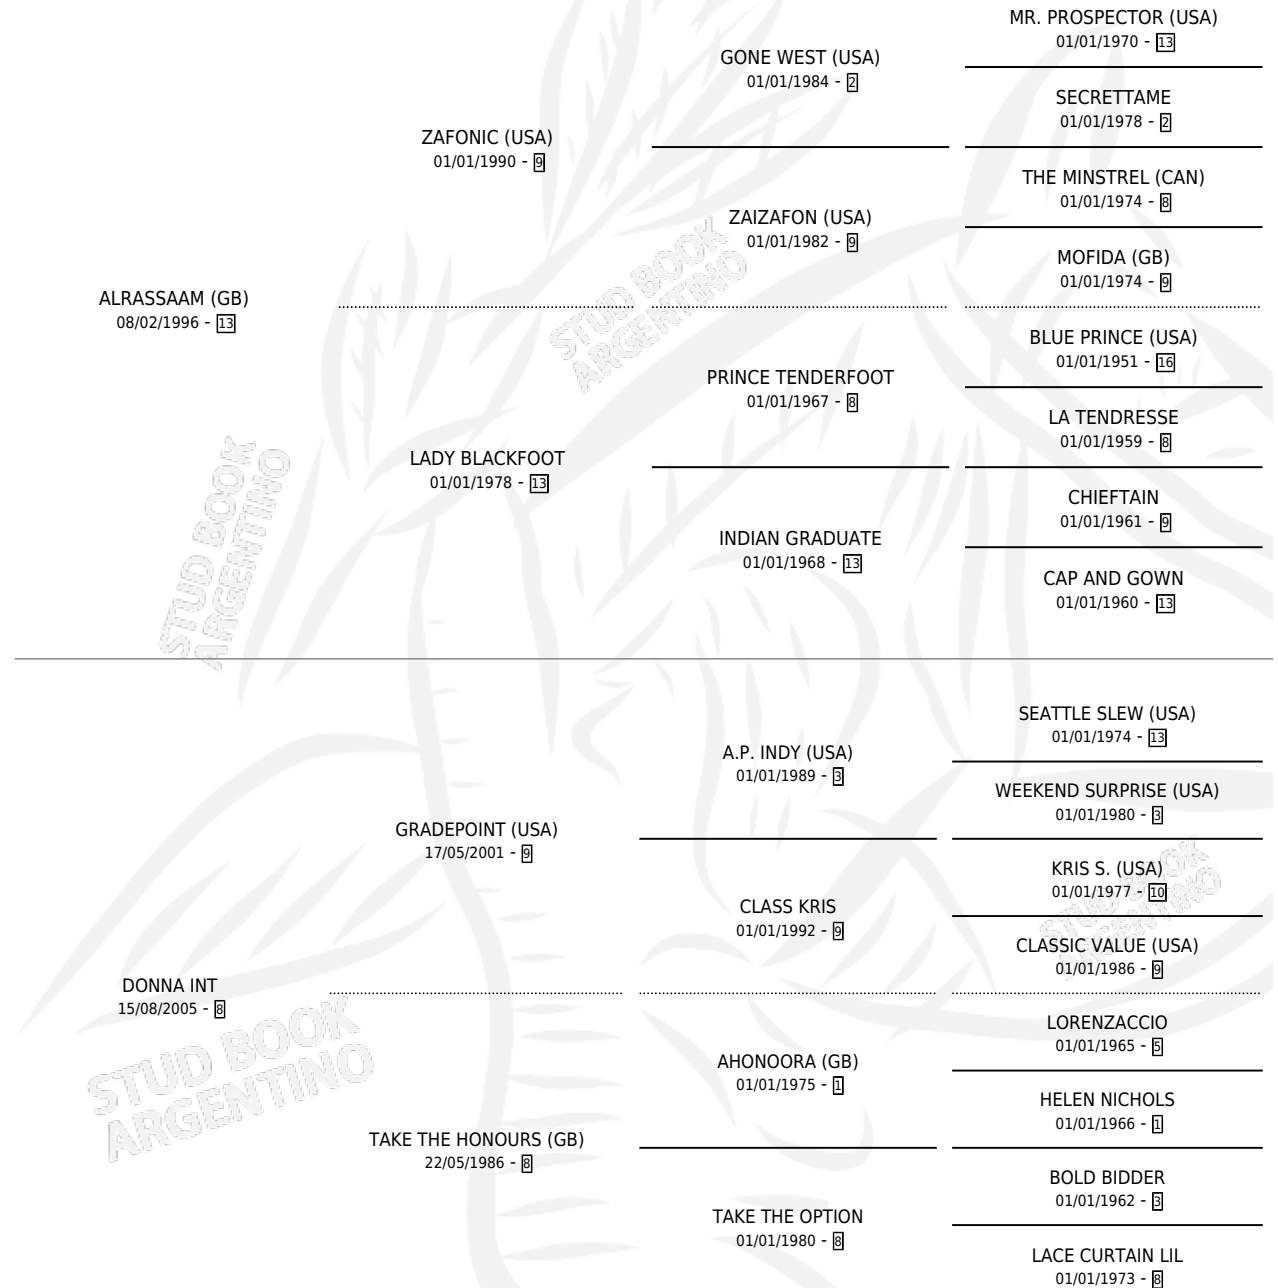 MR. PROSPECTOR (USA)
01/01/1970 - 13
GONE WEST (USA)
01/01/1984 - 2
SECRETTAME
01/01/1978 - 2
ZAFONIC (USA)
01/01/1990 - 9
THE MINSTREL (CAN)
01/01/1974 - 8
ZAIZAFON (USA)
01/01/1982 - 9
MOFIDA (GB)
01/01/1974 - 9
ALRASSAAM (GB)
08/02/1996 - 13
BLUE PRINCE (USA)
01/01/1951 - 16
PRINCE TENDERFOOT
01/01/1967 - 8
LA TENDRESSE
01/01/1959 - 8
LADY BLACKFOOT
01/01/1978 - 13
CHIEFTAIN
01/01/1961 - 9
INDIAN GRADUATE
01/01/1968 - 13
CAP AND GOWN
01/01/1960 - 13
SEATTLE SLEW (USA)
01/01/1974 - 13
A.P. INDY (USA)
01/01/1989 - 3
WEEKEND SURPRISE (USA)
01/01/1980 - 3
GRADEPOINT (USA)
17/05/2001 - 9
KRIS S. (USA)
01/01/1977 - 10
CLASS KRIS
01/01/1992 - 9
CLASSIC VALUE (USA)
01/01/1986 - 9
DONNA INT
15/08/2005 - 8
LORENZACCIO
01/01/1965 - 5
AHONOORA (GB)
01/01/1975 - 1
HELEN NICHOLS
01/01/1966 - 1
TAKE THE HONOURS (GB)
22/05/1986 - 8
BOLD BIDDER
01/01/1962 - 3
TAKE THE OPTION
01/01/1980 - 8
LACE CURTAIN LIL
01/01/1973 - 8
STUD BOOK
ARGENTINO
STUD BOOK
ARGENTINO
STUD BOOK
ARGENTINO
STUD BOOK
ARGENTINO